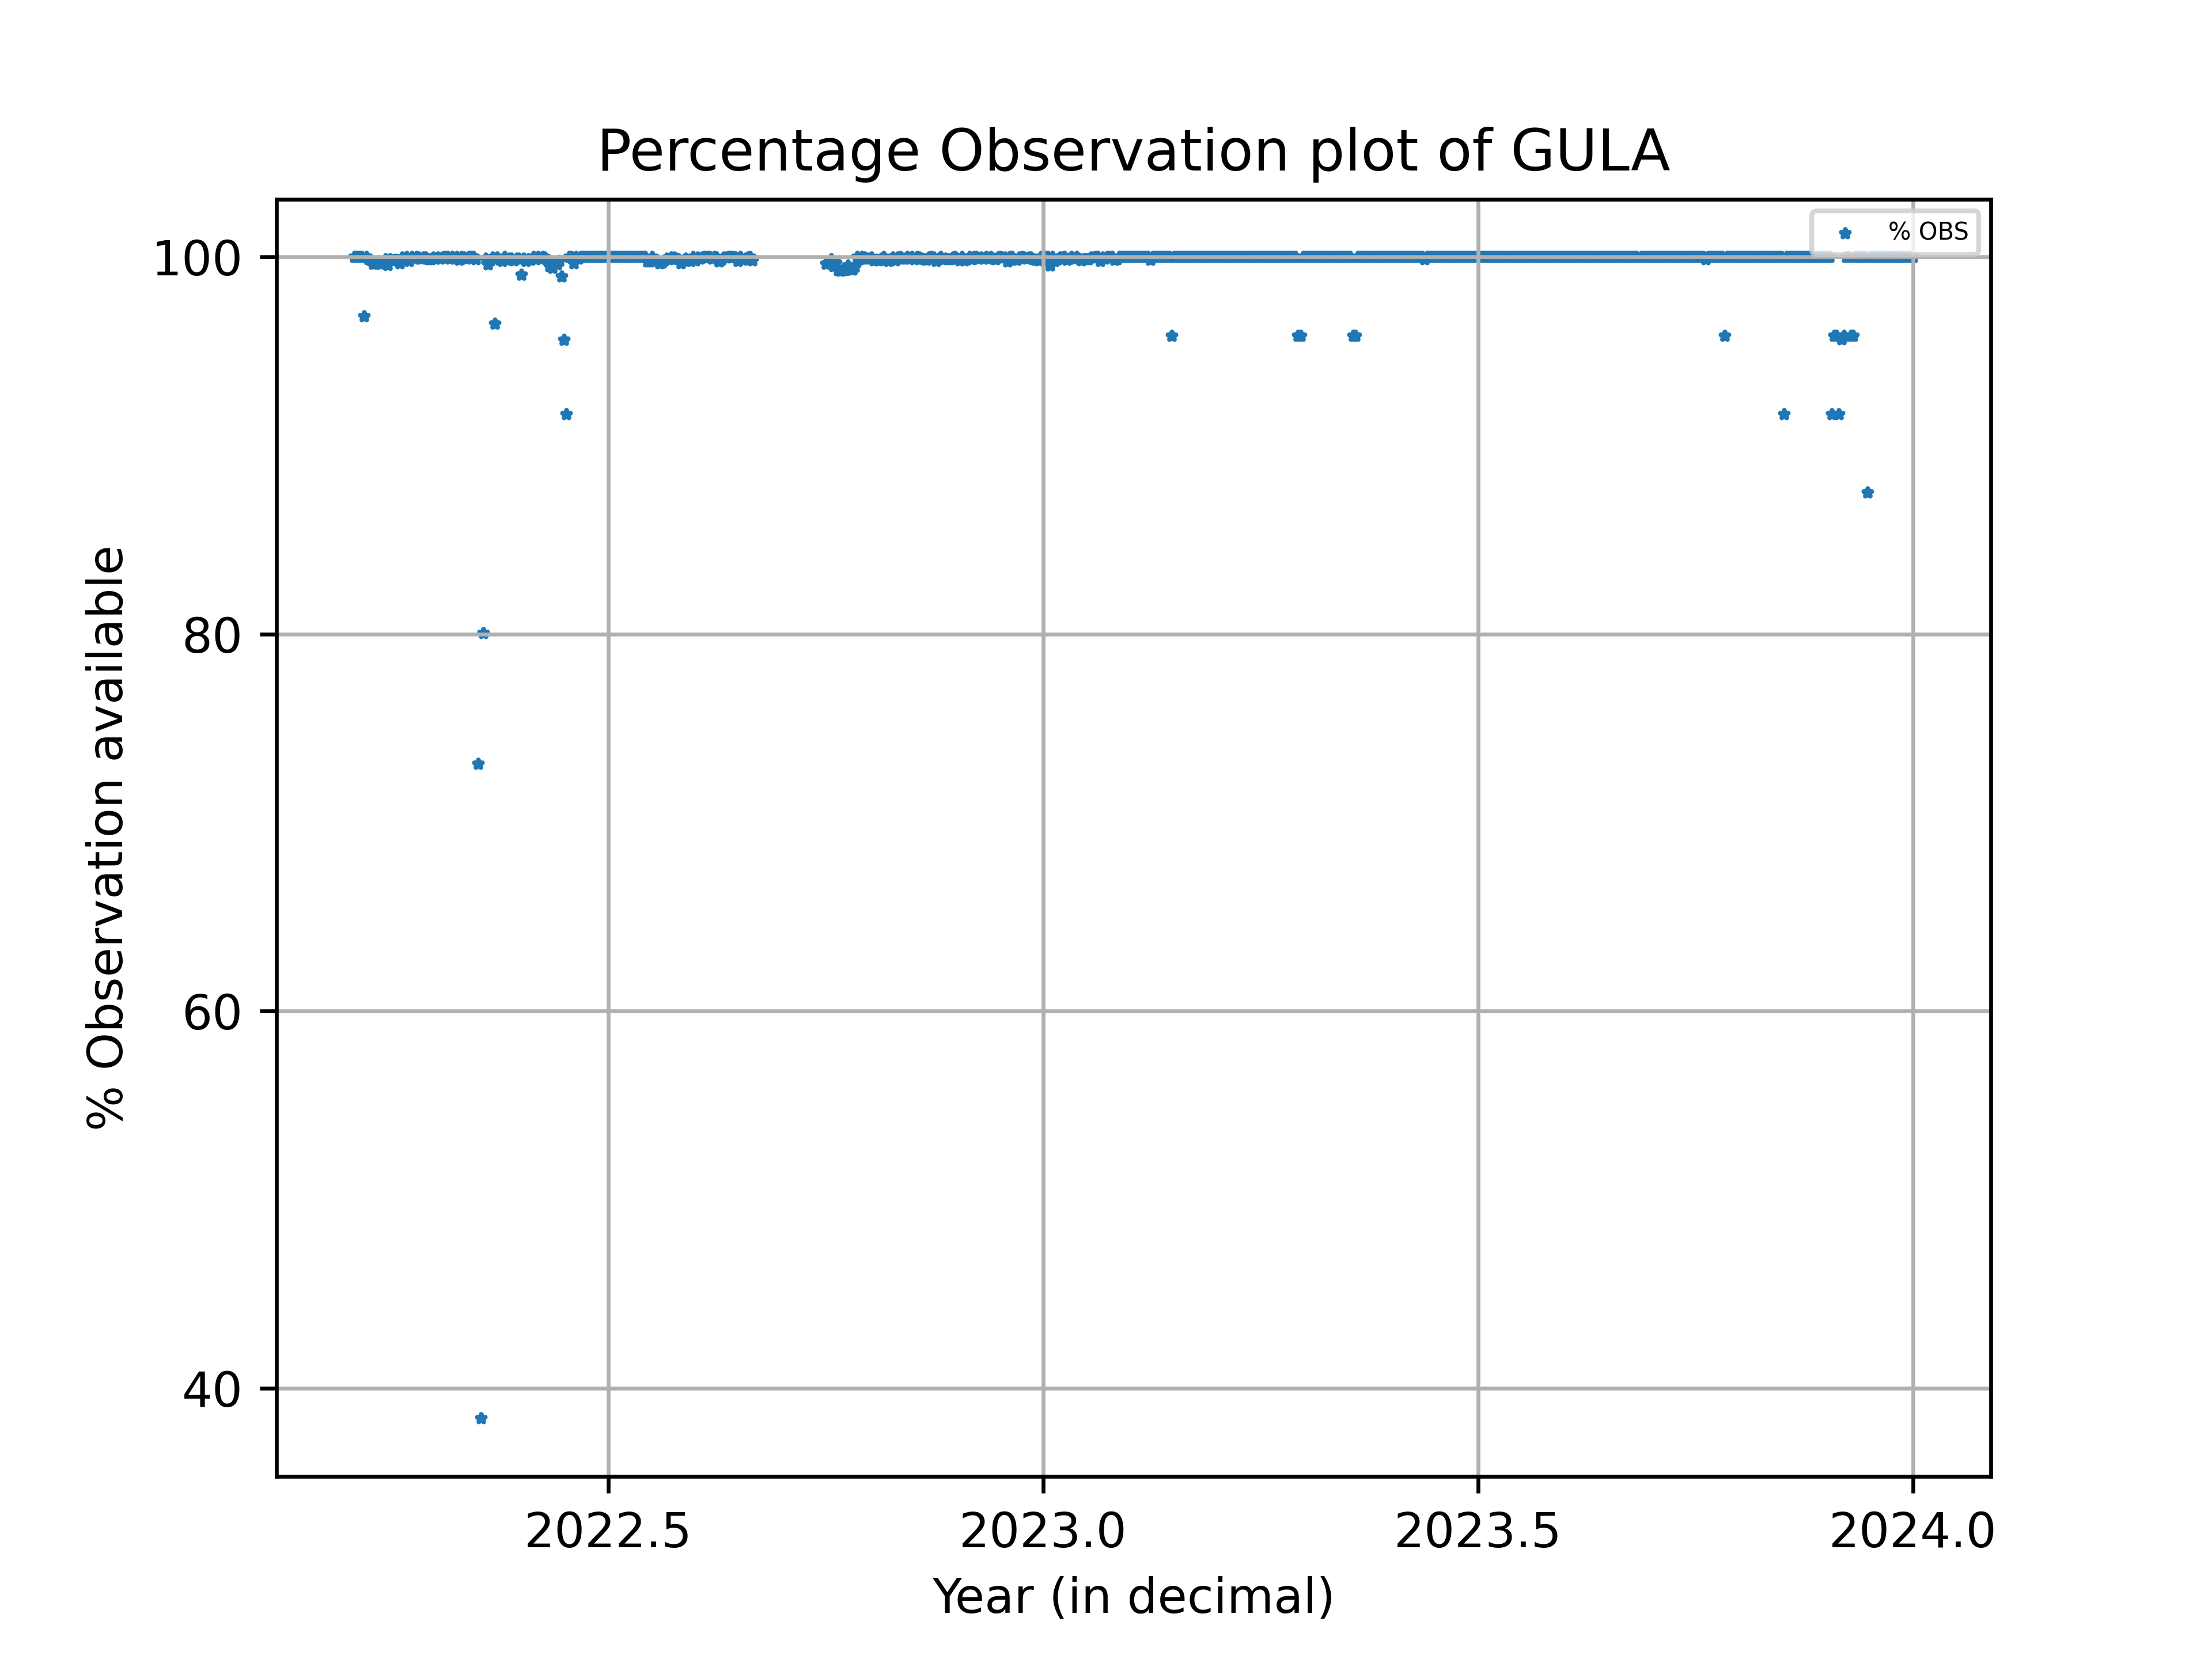 Percentage Observation plot of GULA
% OBS
100
80
60
40
% Observation available
2022.5 2023.0 2023.5 2024.0
Year (in decimal)